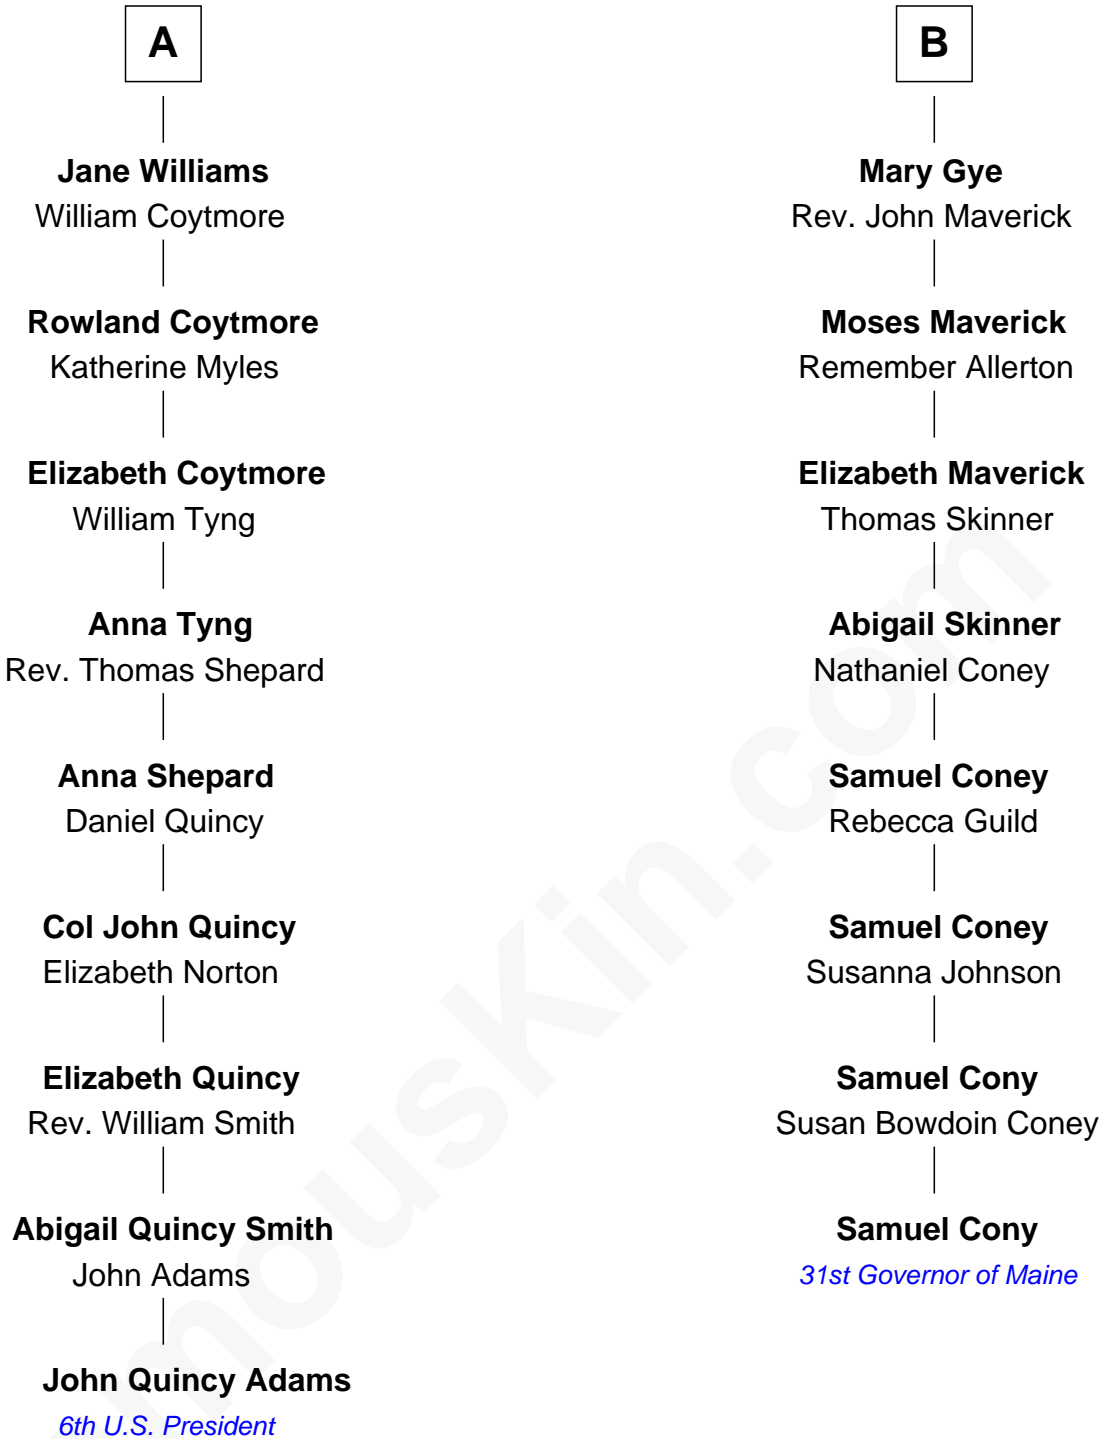 A
Jane Williams
William Coytmore
Rowland Coytmore
Katherine Myles
Elizabeth Coytmore
William Tyng
Anna Tyng
Rev. Thomas Shepard
Anna Shepard
Daniel Quincy
Col John Quincy
Elizabeth Norton
Elizabeth Quincy
Rev. William Smith
Abigail Quincy Smith
John Adams
John Quincy Adams
6th U.S. President
B
Mary Gye
Rev. John Maverick
Moses Maverick
Remember Allerton
Elizabeth Maverick
Thomas Skinner
Abigail Skinner
Nathaniel Coney
Samuel Coney
Rebecca Guild
Samuel Coney
Susanna Johnson
Samuel Cony
Susan Bowdoin Coney
Samuel Cony
31st Governor of Maine
mousKin.com